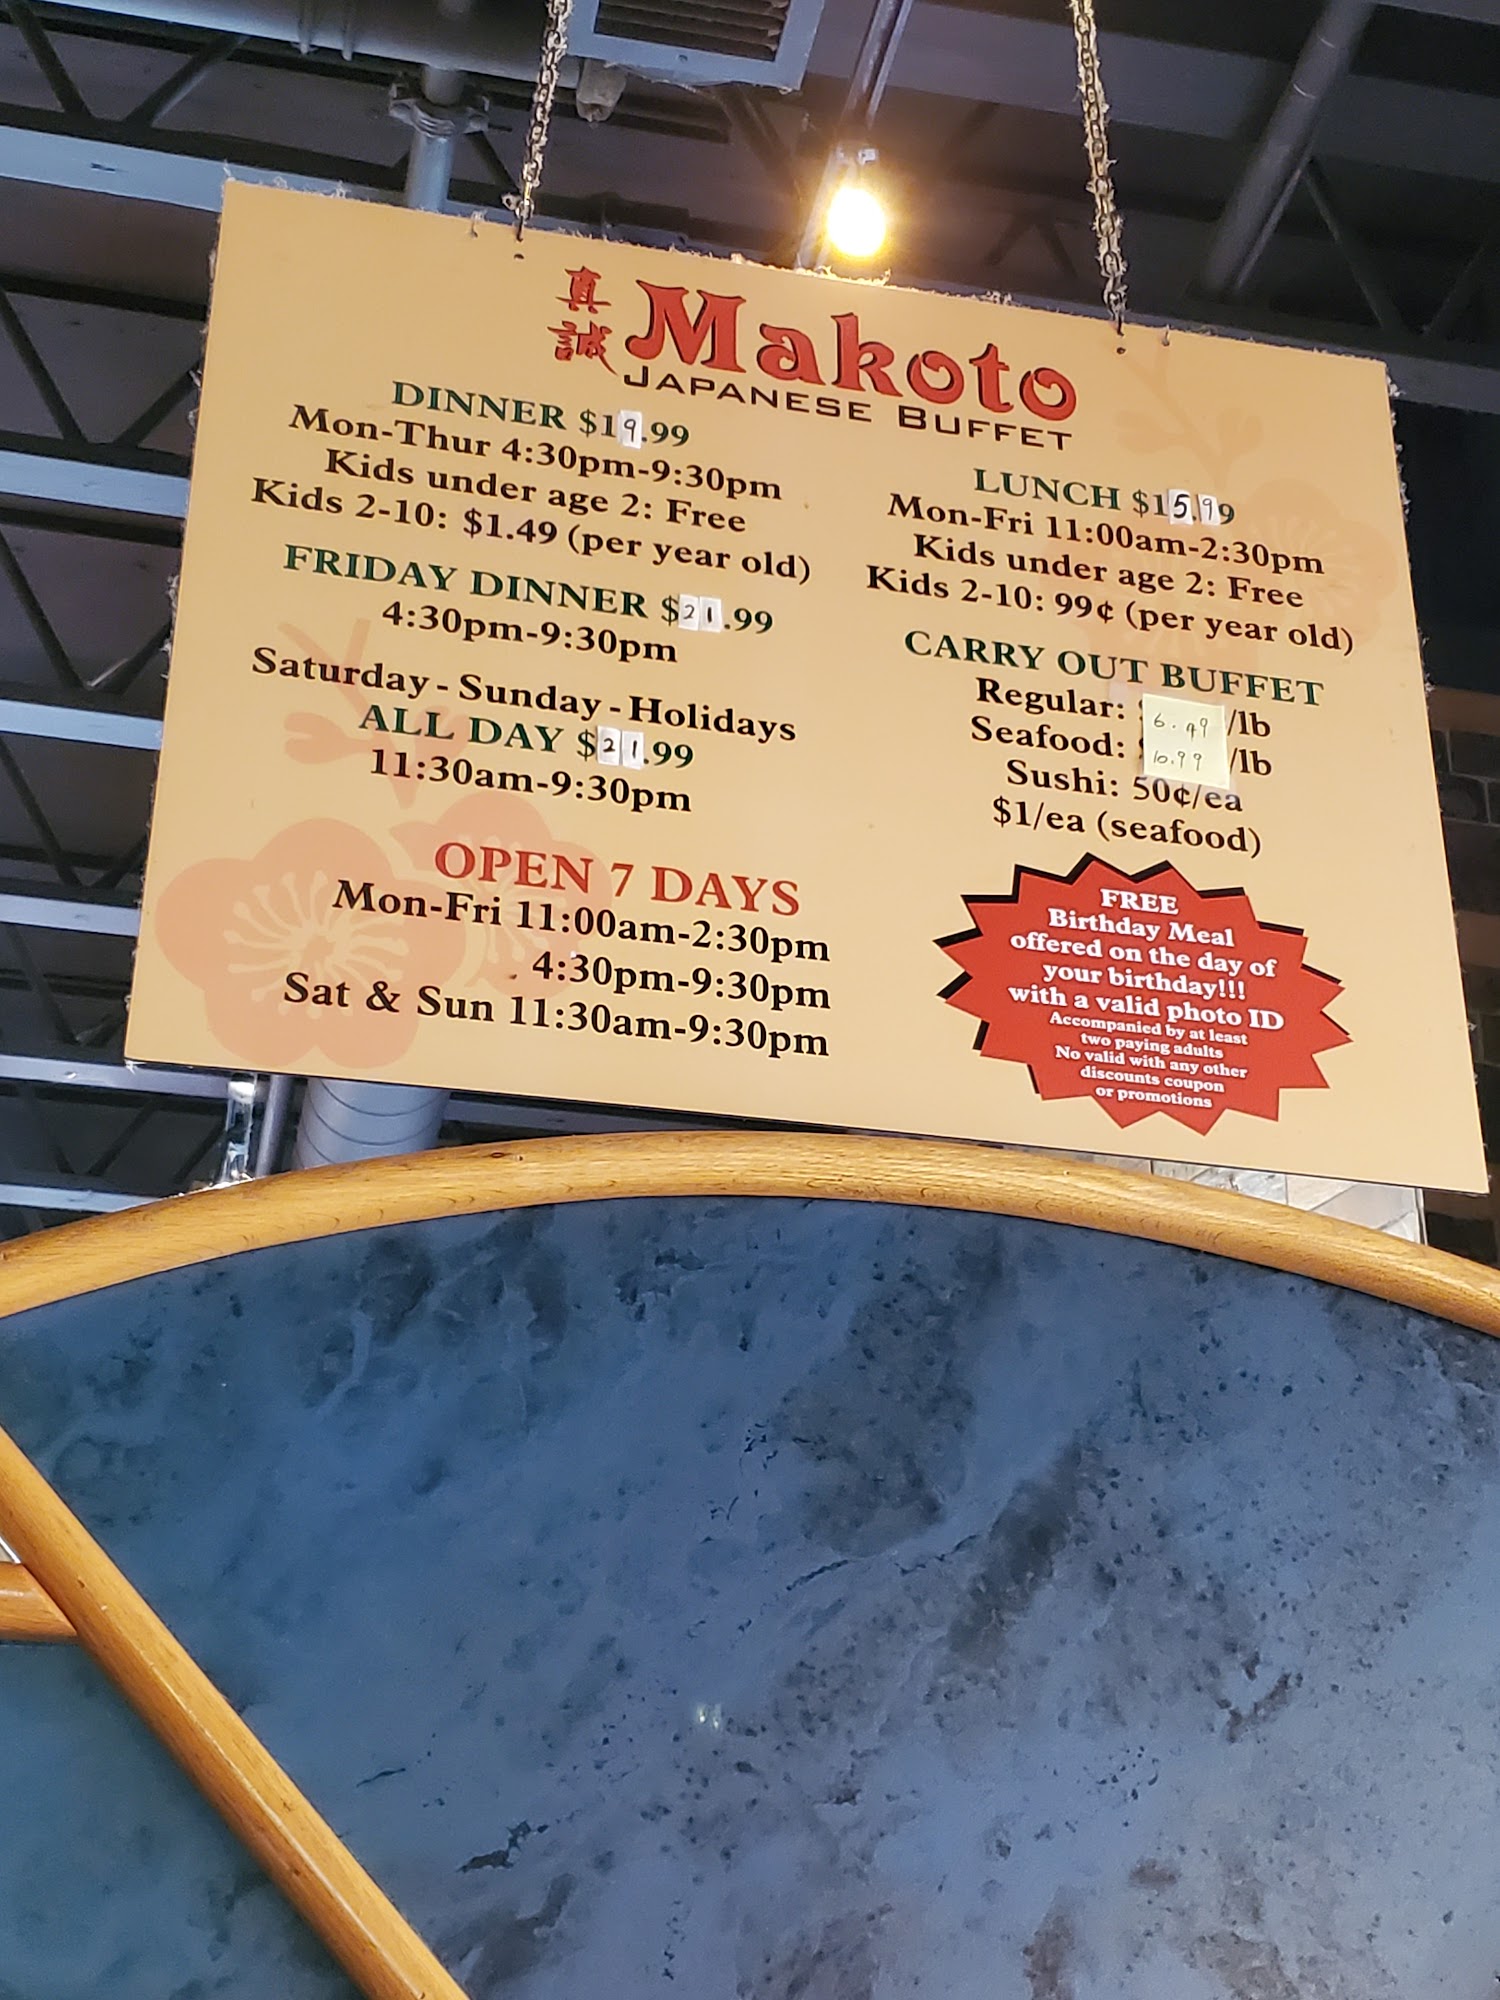 真誠
Makoto
JAPANESE BUFFET
DINNER $19.99
Mon-Thur 4:30pm-9:30pm
Kids under age 2: Free
Kids 2-10: $1.49 (per year old)
FRIDAY DINNER $21.99
4:30pm-9:30pm
Saturday - Sunday - Holidays
ALL DAY $21.99
11:30am-9:30pm
OPEN 7 DAYS
Mon-Fri 11:00am-2:30pm
4:30pm-9:30pm
Sat & Sun 11:30am-9:30pm
LUNCH $15.99
Mon-Fri 11:00am-2:30pm
Kids under age 2: Free
Kids 2-10: 99¢ (per year old)
CARRY OUT BUFFET
Regular: 6.99 /lb
Seafood: 10.99 /lb
Sushi: 50¢/ea
$1/ea (seafood)
FREE
Birthday Meal
offered on the day of
your birthday!!!
with a valid photo ID
Accompanied by at least
two paying adults
No valid with any other
discounts coupon
or promotions